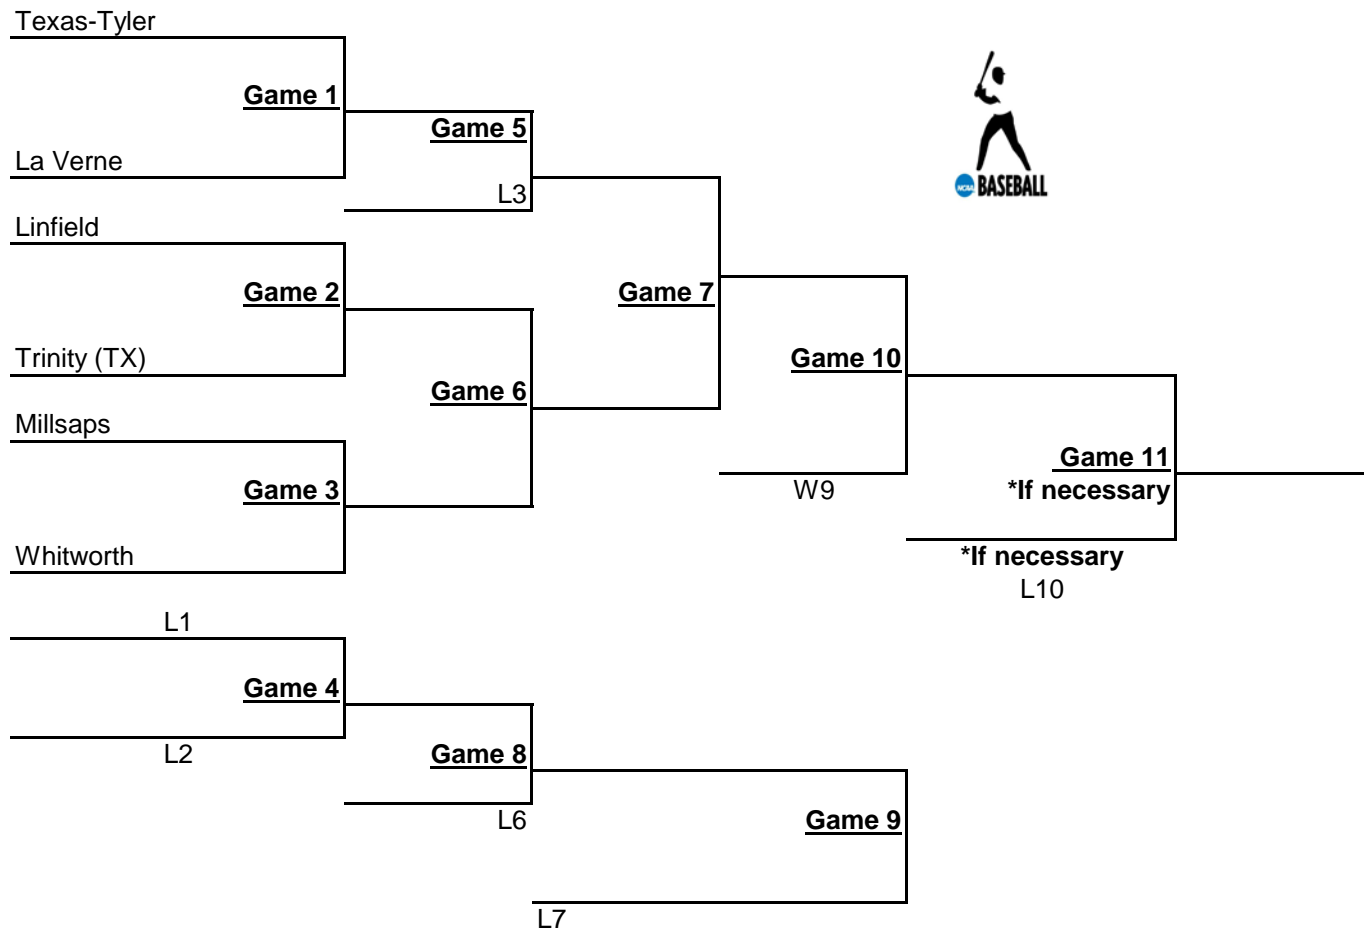 Texas-Tyler
Game 1
Game 5
La Verne
L3
NCAA BASEBALL
Linfield
Game 2
Game 7
Trinity (TX)
Game 10
Game 6
Millsaps
Game 11
Game 3
W9
*If necessary
Whitworth
*If necessary
L10
L1
Game 4
L2
Game 8
L6
Game 9
L7